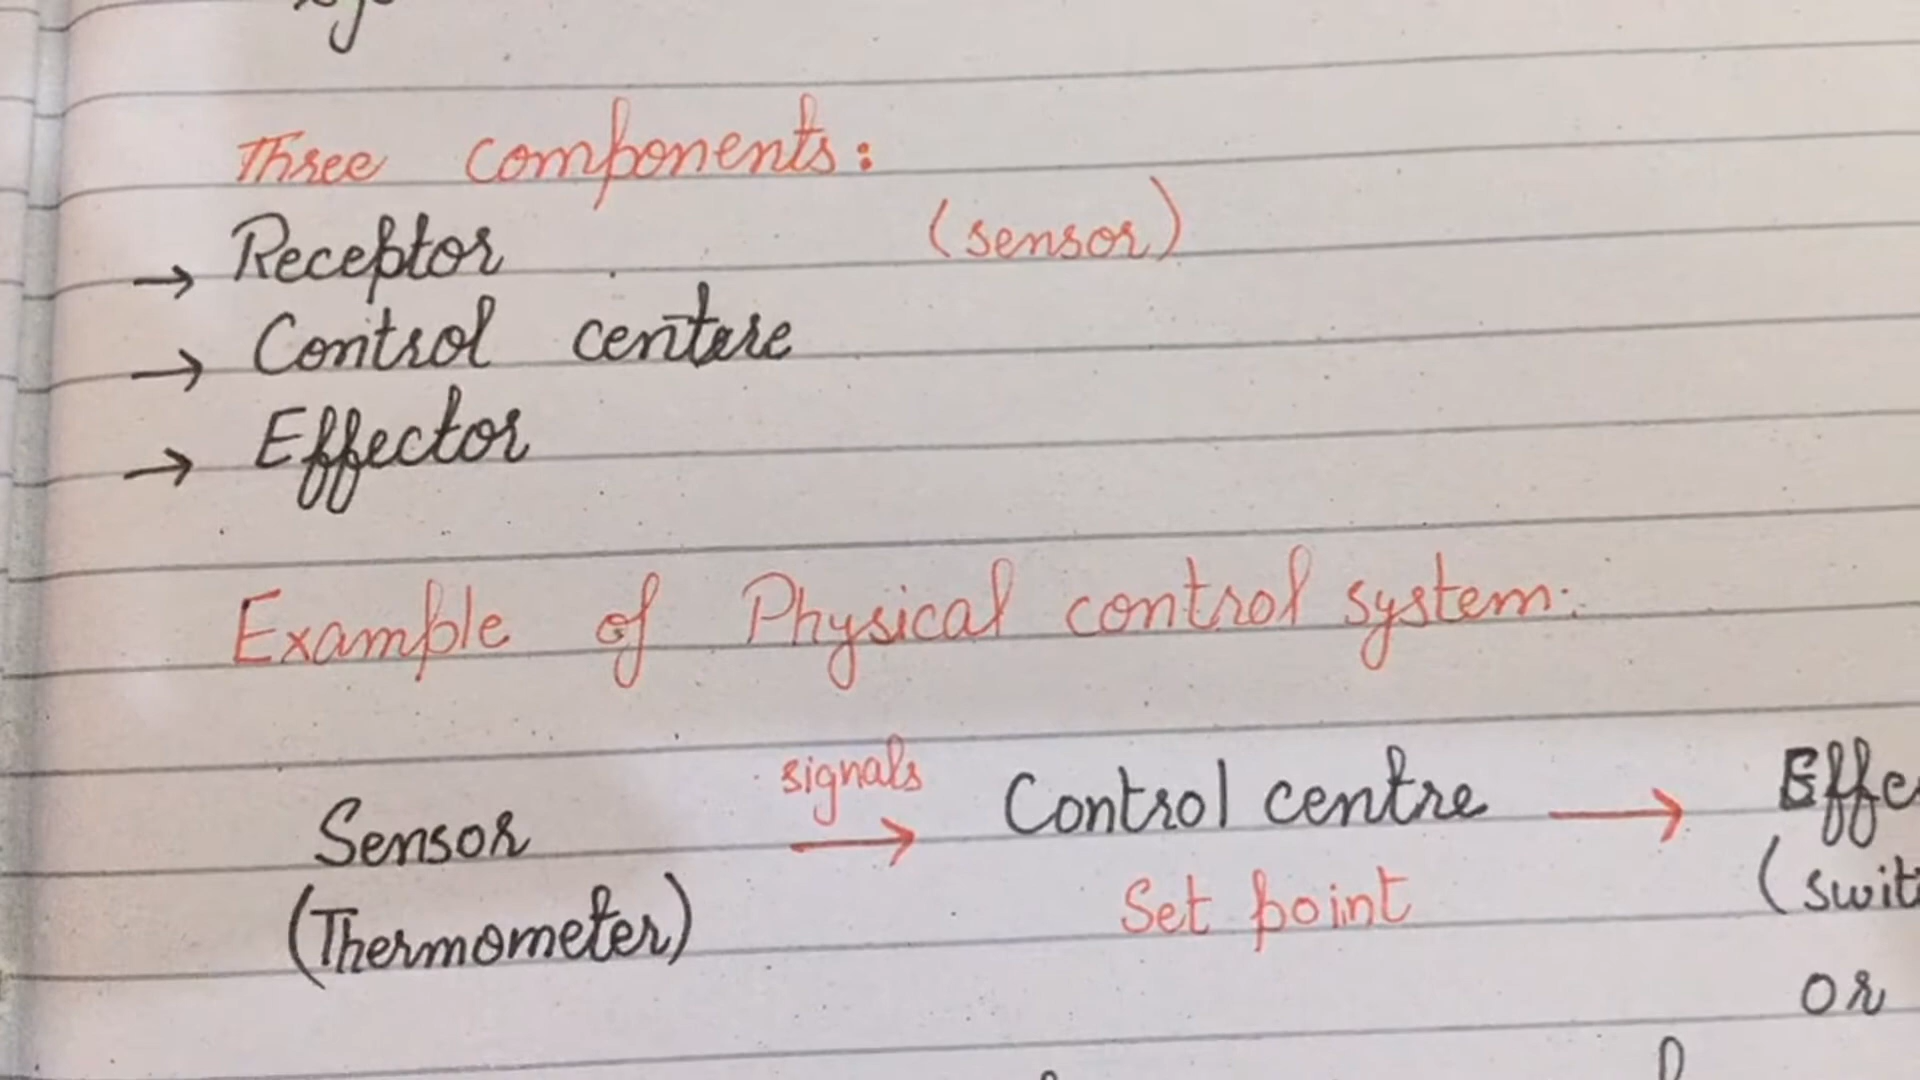 Three components:
→ Receptor (sensor)
→ Control centere
→ Effector
Example of Physical control system:
signals
Sensor → Control centre →
(Thermometer) Set point
or